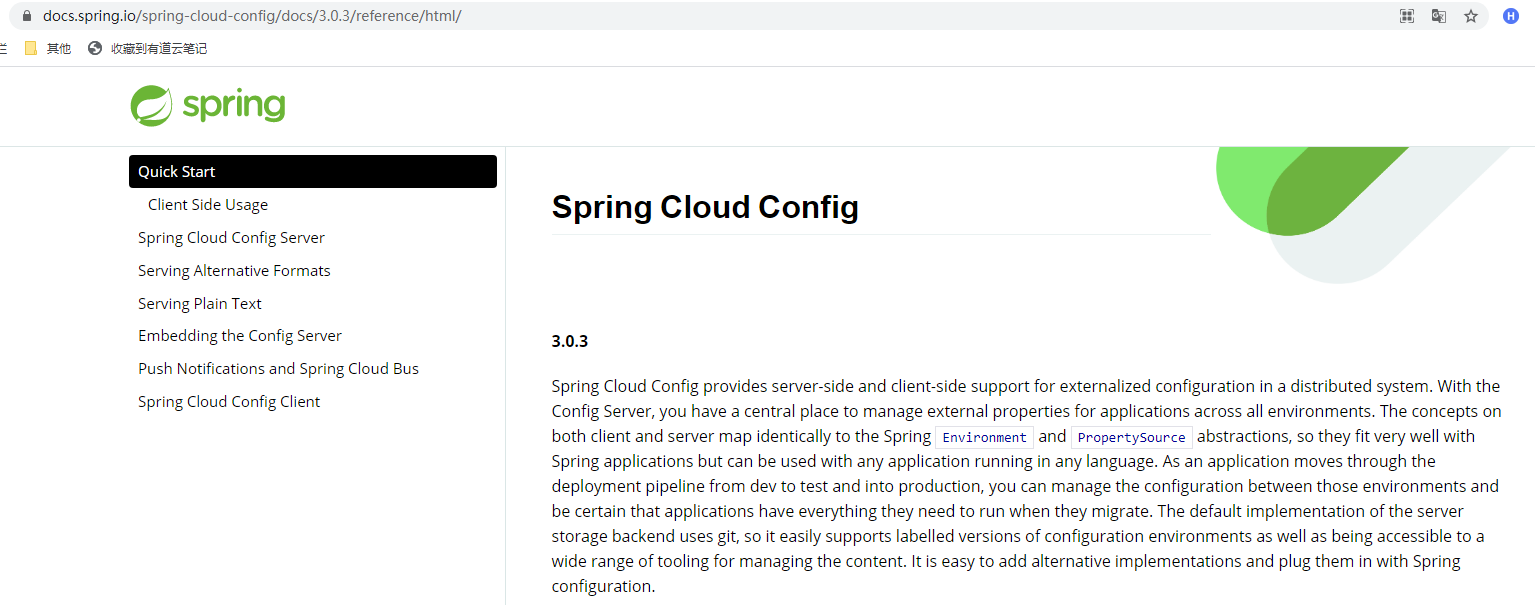 docs.spring.io/spring-cloud-config/docs/3.0.3/reference/html/
H
其他
收藏到有道云笔记
spring
Quick Start
Client Side Usage
Spring Cloud Config Server
Serving Alternative Formats
Serving Plain Text
Embedding the Config Server
Push Notifications and Spring Cloud Bus
Spring Cloud Config Client
Spring Cloud Config
3.0.3
Spring Cloud Config provides server-side and client-side support for externalized configuration in a distributed system. With the
Config Server, you have a central place to manage external properties for applications across all environments. The concepts on
both client and server map identically to the Spring Environment and PropertySource abstractions, so they fit very well with
Spring applications but can be used with any application running in any language. As an application moves through the
deployment pipeline from dev to test and into production, you can manage the configuration between those environments and
be certain that applications have everything they need to run when they migrate. The default implementation of the server
storage backend uses git, so it easily supports labelled versions of configuration environments as well as being accessible to a
wide range of tooling for managing the content. It is easy to add alternative implementations and plug them in with Spring
configuration.